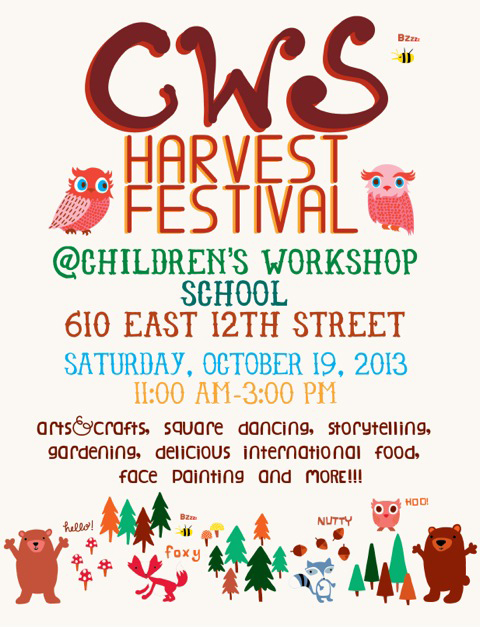 CWS
Bzzz!
HARVEST
FESTIVAL
@CHILDREN'S WORKSHOP
SCHOOL
610 EAST 12TH STREET
SATURDAY, OCTOBER 19, 2013
11:00 AM-3:00 PM
arts&crafts, square dancing, storytelling,
gardening, delicious international food,
face painting and MORE!!!
hello!
Bzzz!
foxy
NUTTY
HOO!